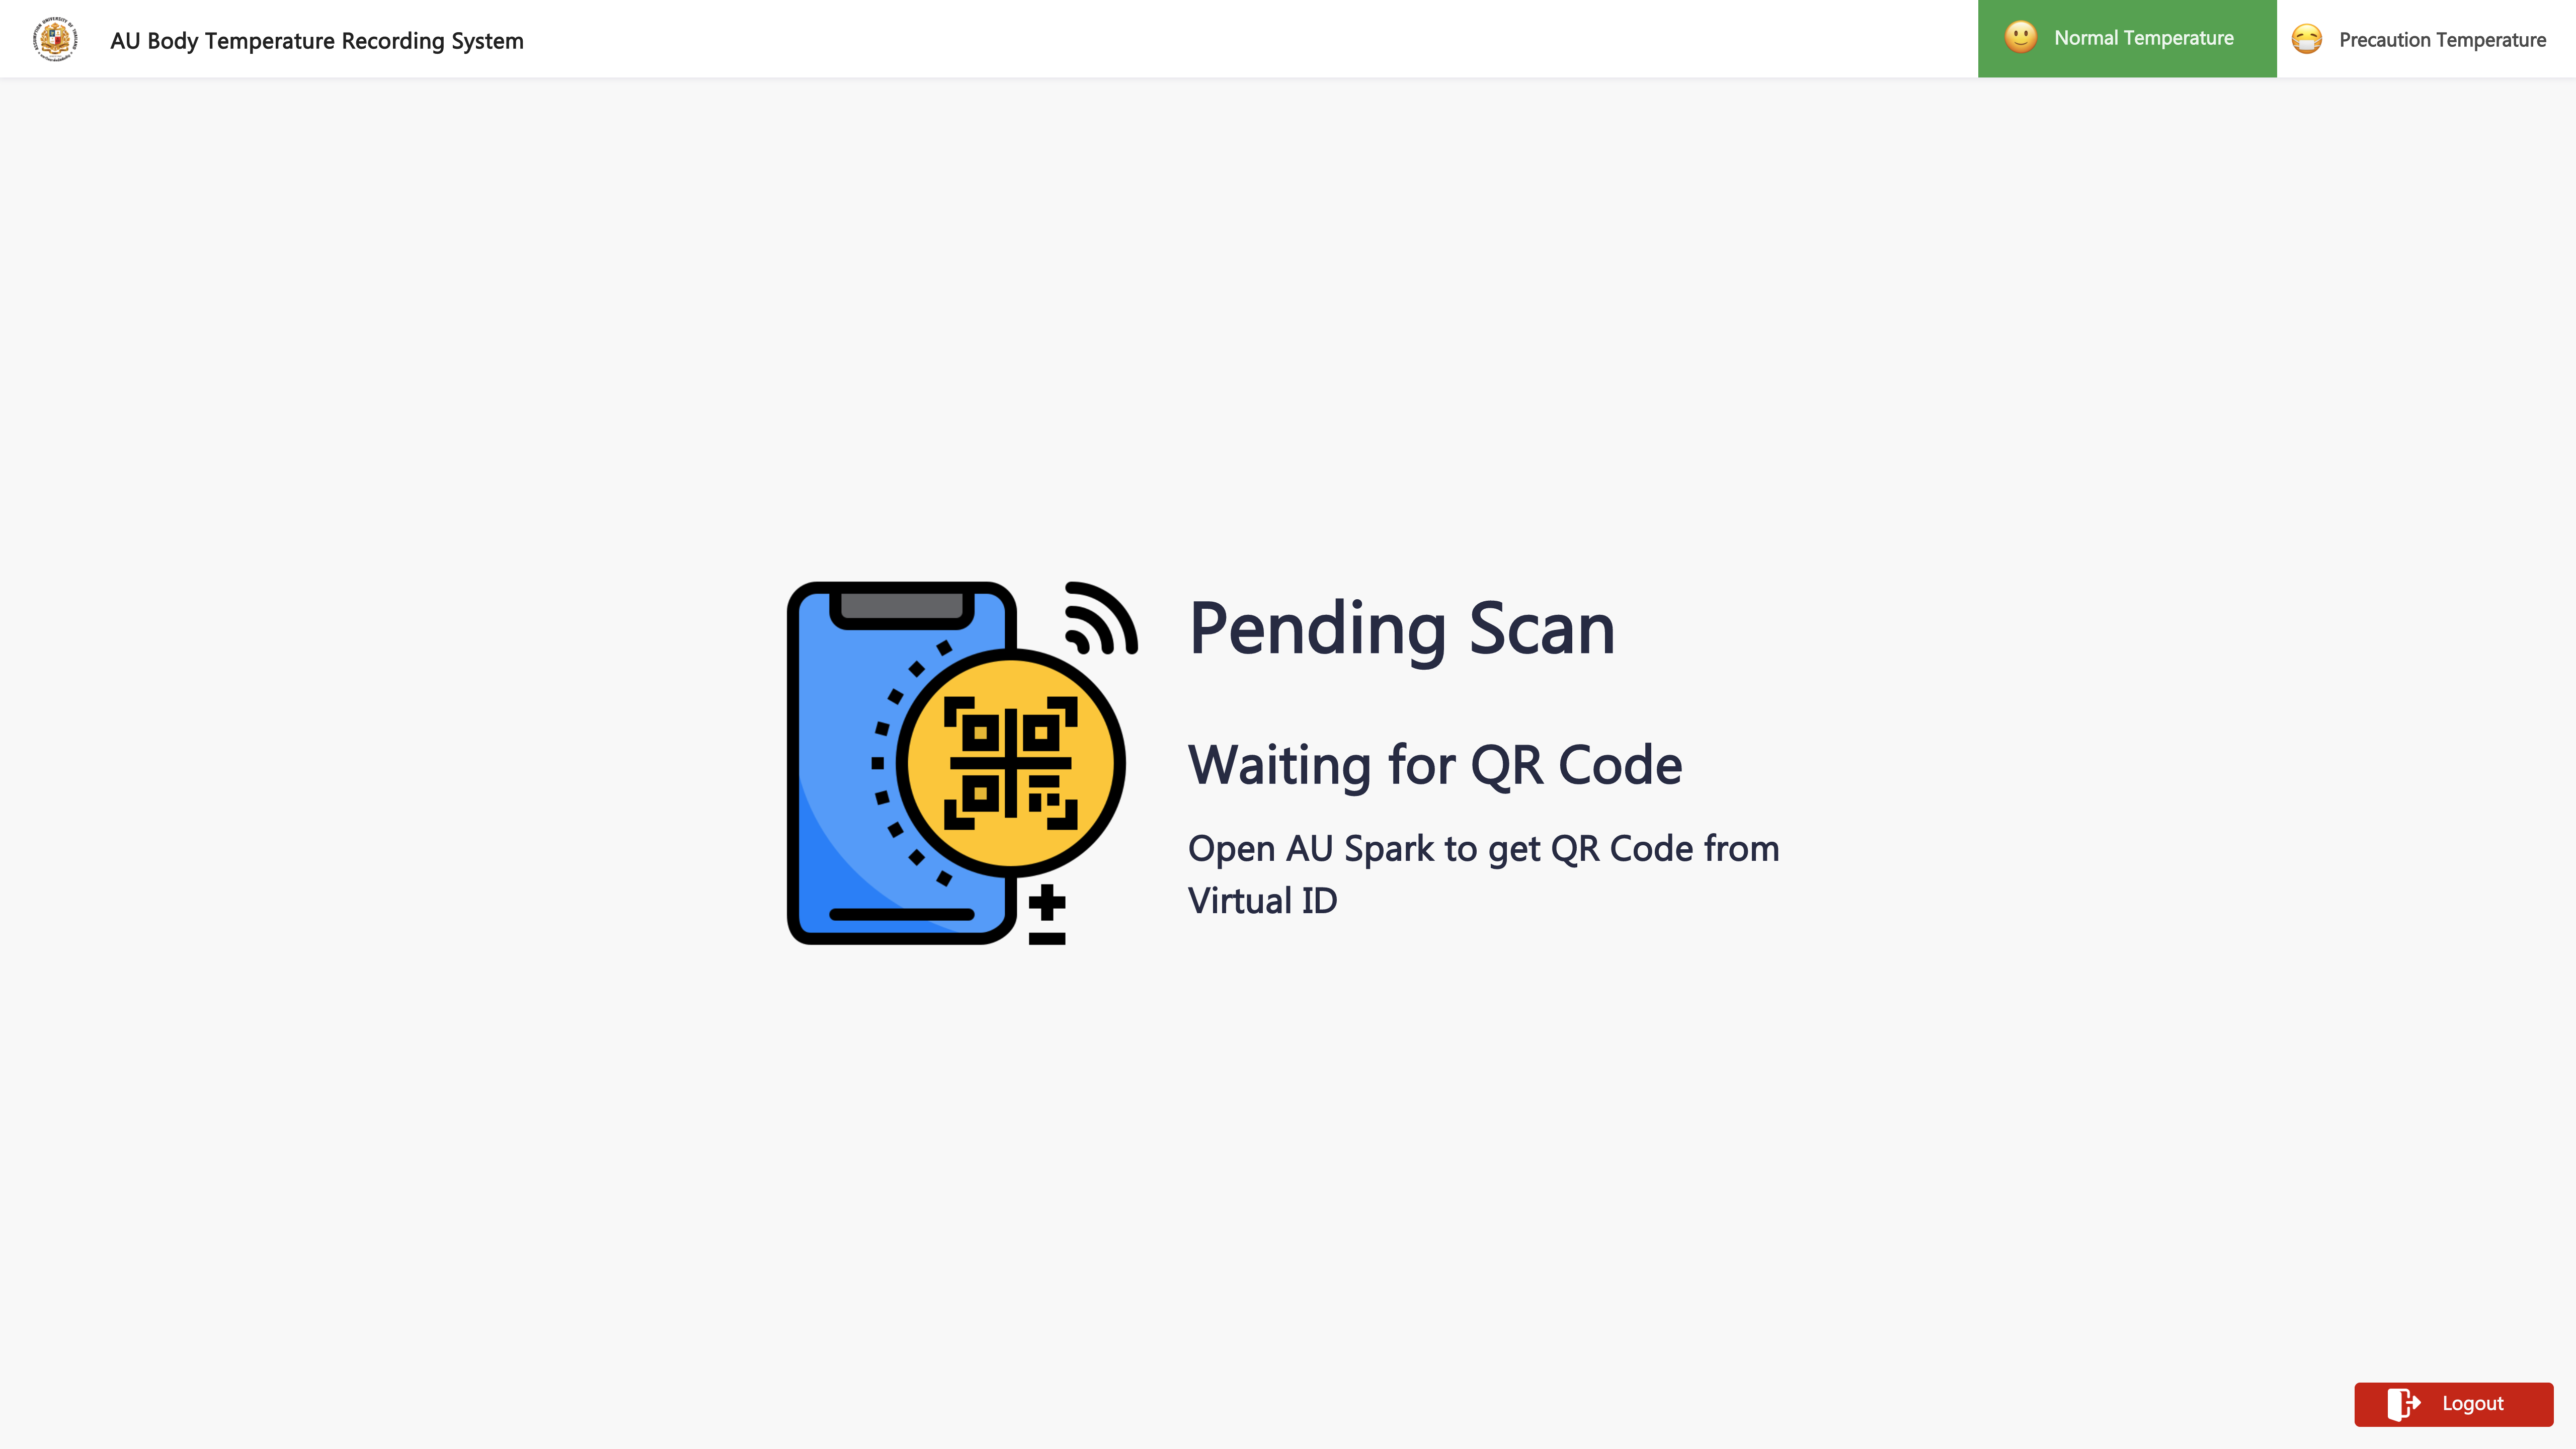 AU Body Temperature Recording System
Normal Temperature
Precaution Temperature
Pending Scan
Waiting for QR Code
Open AU Spark to get QR Code from
Virtual ID
Logout